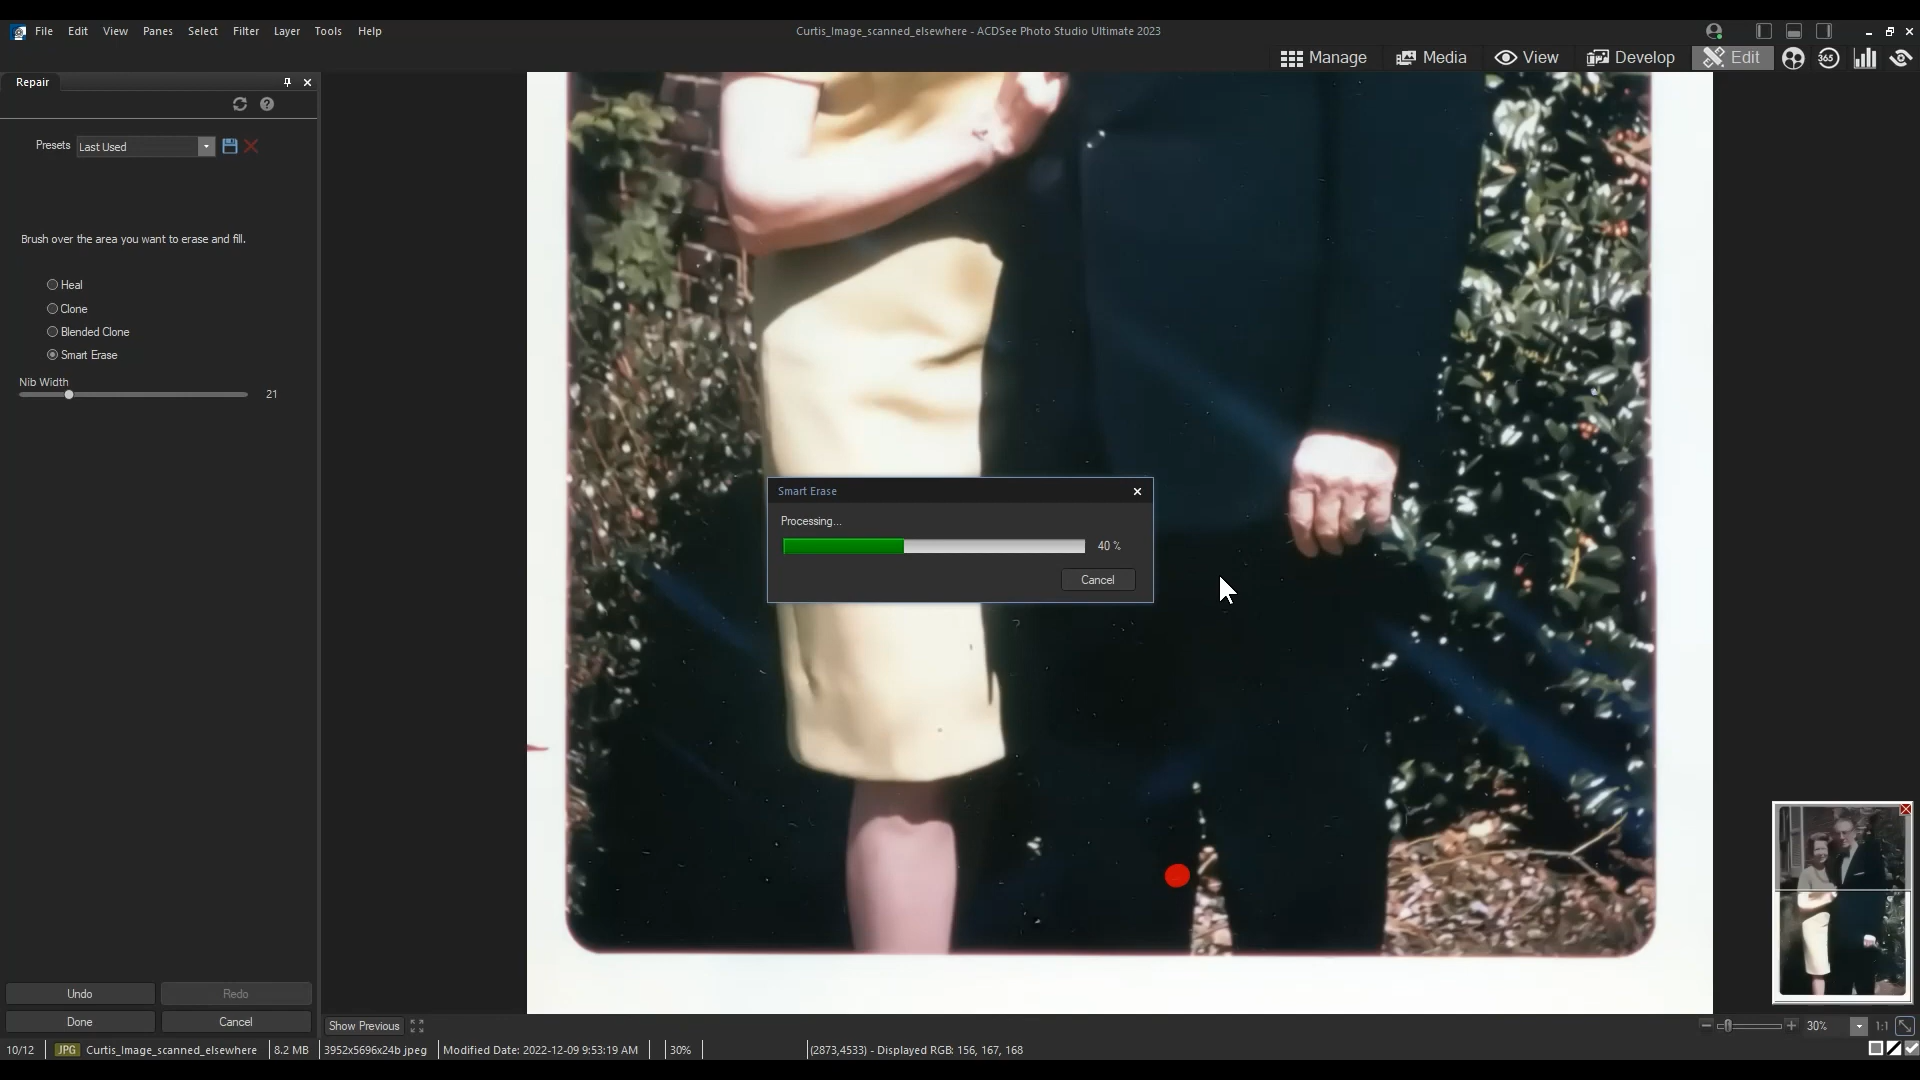 File Edit View Panes Select Filter Layer Tools Help
Curtis_Image_scanned_elsewhere - ACDSee Photo Studio Ultimate 2023
Manage Media View Develop Edit 365
Repair
Presets Last Used
Brush over the area you want to erase and fill.
Heal
Clone
Blended Clone
Smart Erase
Nib Width
21
Smart Erase
Processing...
40 %
Cancel
Undo Redo
Done Cancel
Show Previous
30% 1:1
10/12 JPG Curtis_Image_scanned_elsewhere 8.2 MB 3952x5696x24b jpeg Modified Date: 2022-12-09 9:53:19 AM 30% (2873,4533) - Displayed RGB: 156, 167, 168